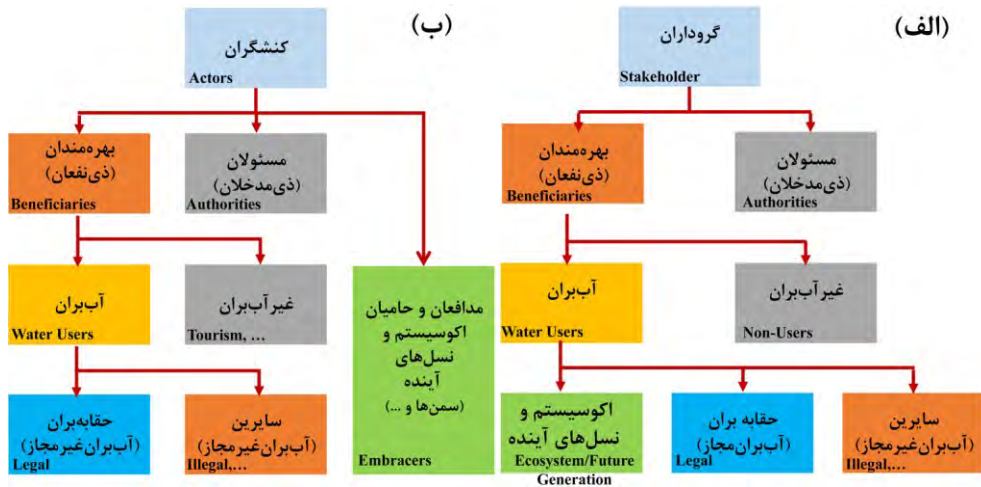 (الف)
گروداران
Stakeholder
بهره‌مندان
(ذی‌نفعان)
Beneficiaries
مسئولان
(ذی‌مدخلان)
Authorities
آب‌بران
Water Users
غیرآب‌بران
Non-Users
اکوسیستم و
نسل‌های آینده
Ecosystem/Future
Generation
حقابه بران
(آب‌بران‌مجاز)
Legal
سایرین
(آب‌بران‌غیرمجاز)
Illegal,...
(ب)
کنشگران
Actors
بهره‌مندان
(ذی‌نفعان)
Beneficiaries
مسئولان
(ذی‌مدخلان)
Authorities
مدافعان و حامیان
اکوسیستم و
نسل‌های
آینده
(سمن‌ها و ...)
Embracers
آب‌بران
Water Users
غیرآب‌بران
Tourism, ...
حقابه‌بران
(آب‌بران‌غیرمجاز)
Legal
سایرین
(آب‌بران‌غیرمجاز)
Illegal,...